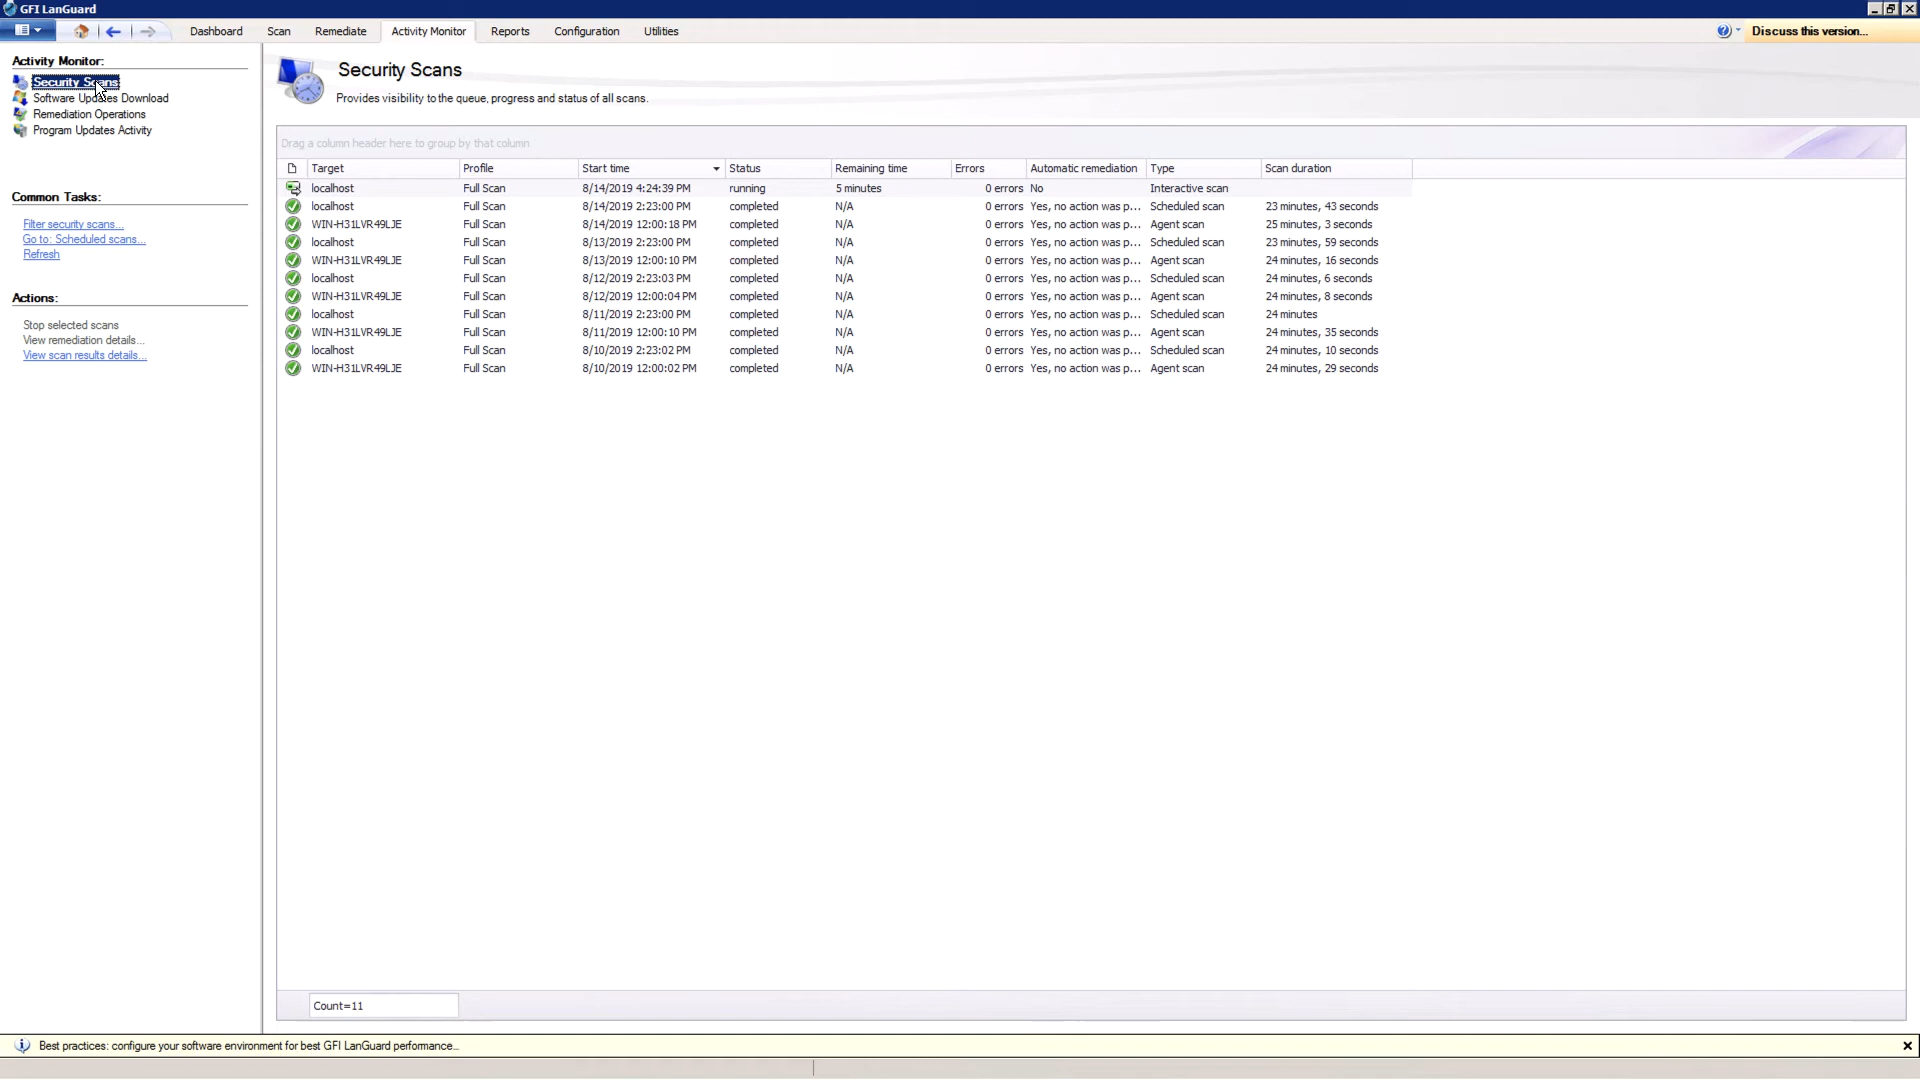 GFI LanGuard
Dashboard Scan Remediate Activity Monitor Reports Configuration Utilities Discuss this version...
Activity Monitor:
Security Scans
Software Updates Download
Remediation Operations
Program Updates Activity
Common Tasks:
Filter security scans...
Go to: Scheduled scans...
Refresh
Actions:
Stop selected scans
View remediation details...
View scan results details...
Security Scans
Provides visibility to the queue, progress and status of all scans.
Drag a column header here to group by that column
Target Profile Start time Status Remaining time Errors Automatic remediation Type Scan duration
localhost Full Scan 8/14/2019 4:24:39 PM running 5 minutes 0 errors No Interactive scan
localhost Full Scan 8/14/2019 2:23:00 PM completed N/A 0 errors Yes, no action was p... Scheduled scan 23 minutes, 43 seconds
WIN-H31LVR49LJE Full Scan 8/14/2019 12:00:18 PM completed N/A 0 errors Yes, no action was p... Agent scan 25 minutes, 3 seconds
localhost Full Scan 8/13/2019 2:23:00 PM completed N/A 0 errors Yes, no action was p... Scheduled scan 23 minutes, 59 seconds
WIN-H31LVR49LJE Full Scan 8/13/2019 12:00:10 PM completed N/A 0 errors Yes, no action was p... Agent scan 24 minutes, 16 seconds
localhost Full Scan 8/12/2019 2:23:03 PM completed N/A 0 errors Yes, no action was p... Scheduled scan 24 minutes, 6 seconds
WIN-H31LVR49LJE Full Scan 8/12/2019 12:00:04 PM completed N/A 0 errors Yes, no action was p... Agent scan 24 minutes, 8 seconds
localhost Full Scan 8/11/2019 2:23:00 PM completed N/A 0 errors Yes, no action was p... Scheduled scan 24 minutes
WIN-H31LVR49LJE Full Scan 8/11/2019 12:00:10 PM completed N/A 0 errors Yes, no action was p... Agent scan 24 minutes, 35 seconds
localhost Full Scan 8/10/2019 2:23:02 PM completed N/A 0 errors Yes, no action was p... Scheduled scan 24 minutes, 10 seconds
WIN-H31LVR49LJE Full Scan 8/10/2019 12:00:02 PM completed N/A 0 errors Yes, no action was p... Agent scan 24 minutes, 29 seconds
Count=11
Best practices: configure your software environment for best GFI LanGuard performance...